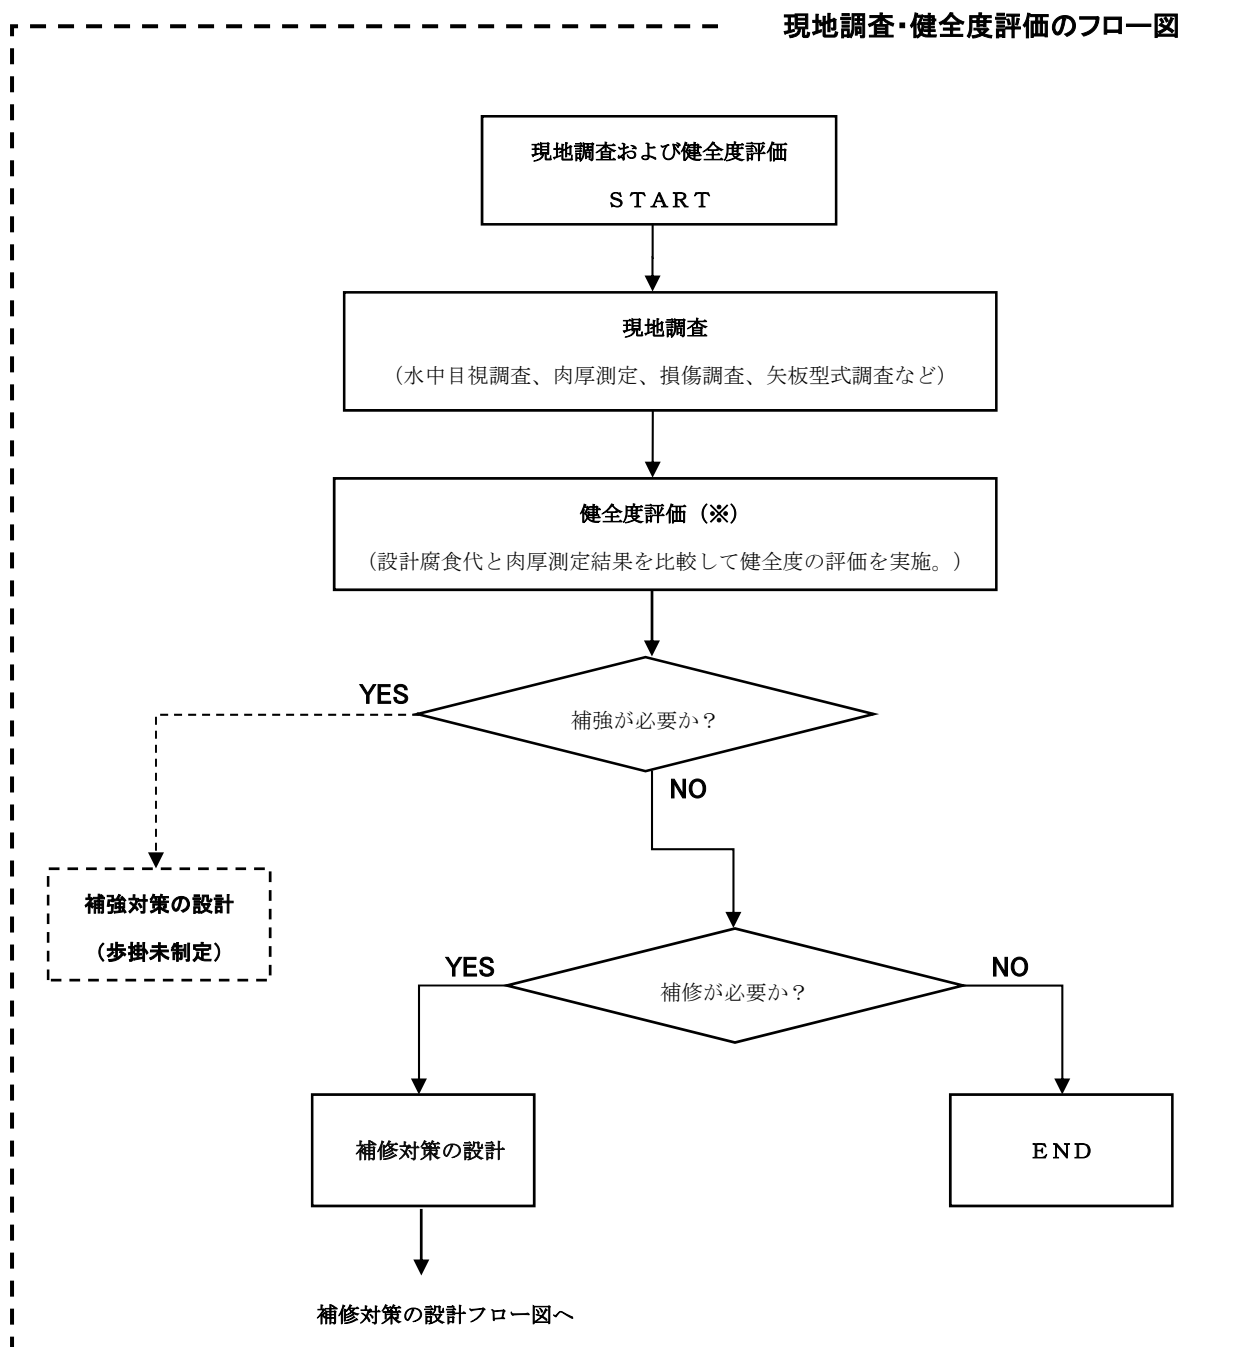 現地調査・健全度評価のフロー図
現地調査および健全度評価
ＳＴＡＲＴ
現地調査
（水中目視調査、肉厚測定、損傷調査、矢板型式調査など）
健全度評価（※）
（設計腐食代と肉厚測定結果を比較して健全度の評価を実施。）
YES
補強が必要か？
NO
補強対策の設計
（歩掛未制定）
YES
NO
補修が必要か？
補修対策の設計
ＥＮＤ
補修対策の設計フロー図へ